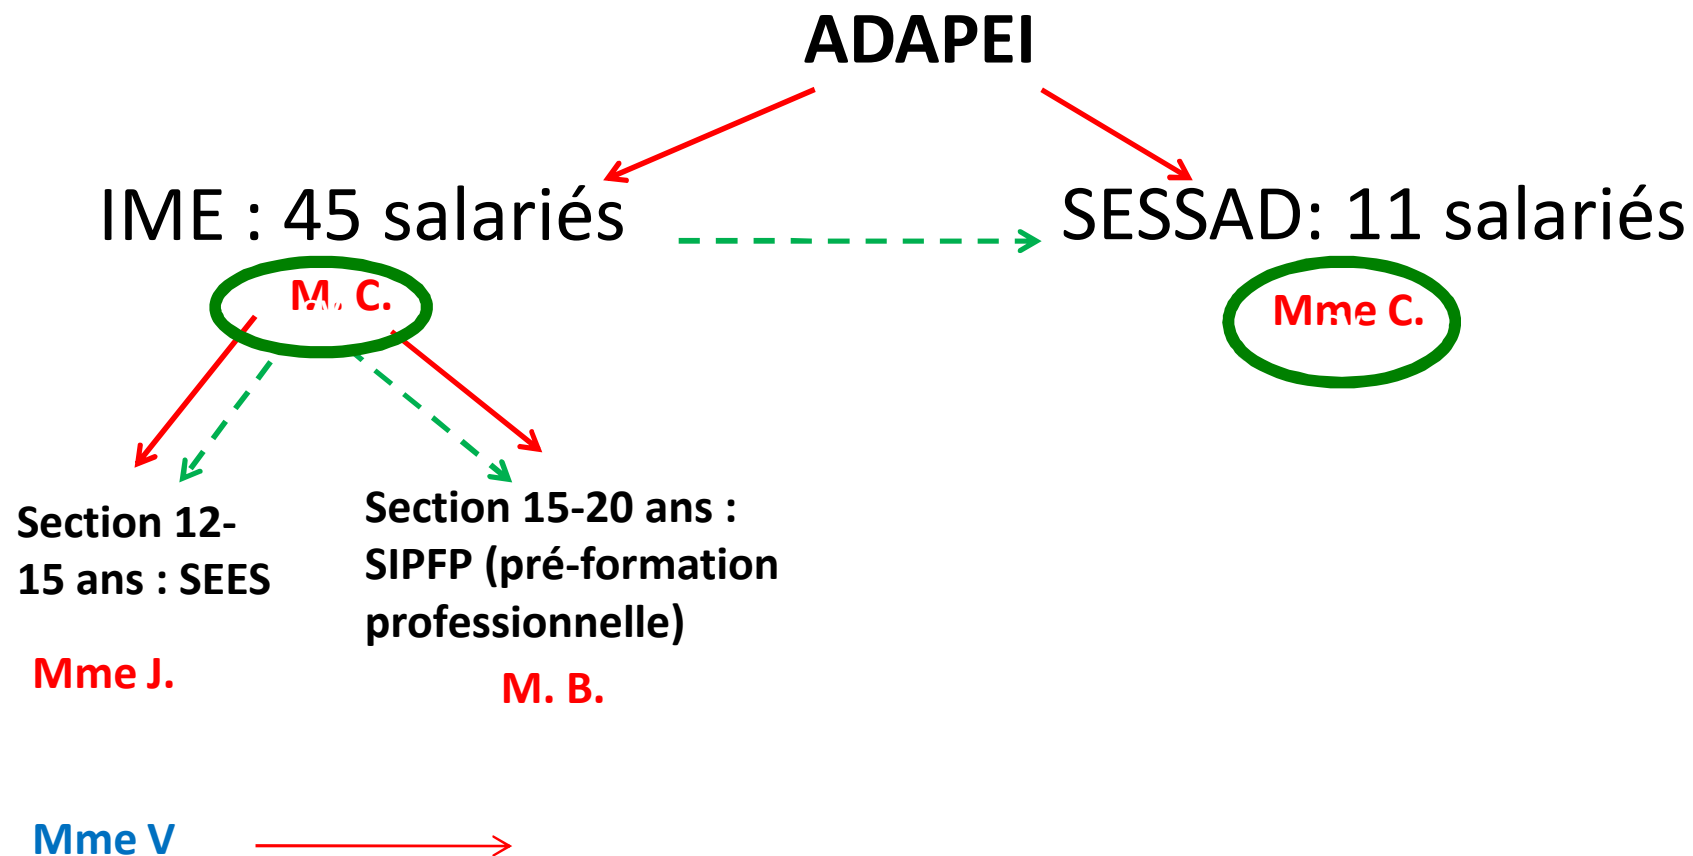 ADAPEI
IME : 45 salariés
SESSAD: 11 salariés
M. C.
Mme C.
Section 12-
15 ans : SEES
Section 15-20 ans :
SIPFP (pré-formation
professionnelle)
Mme J.
M. B.
Mme V